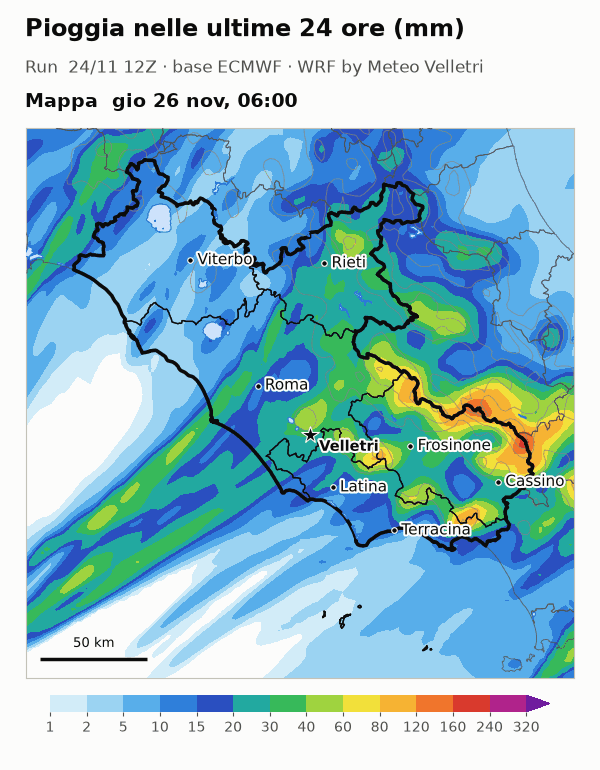 Pioggia nelle ultime 24 ore (mm)
Run  24/11 12Z · base ECMWF · WRF by Meteo Velletri
Mappa  gio 26 nov, 06:00
Viterbo
Rieti
Roma
Velletri
Frosinone
Latina
Cassino
Terracina
50 km
1 2 5 10 15 20 30 40 60 80 120 160 240 320